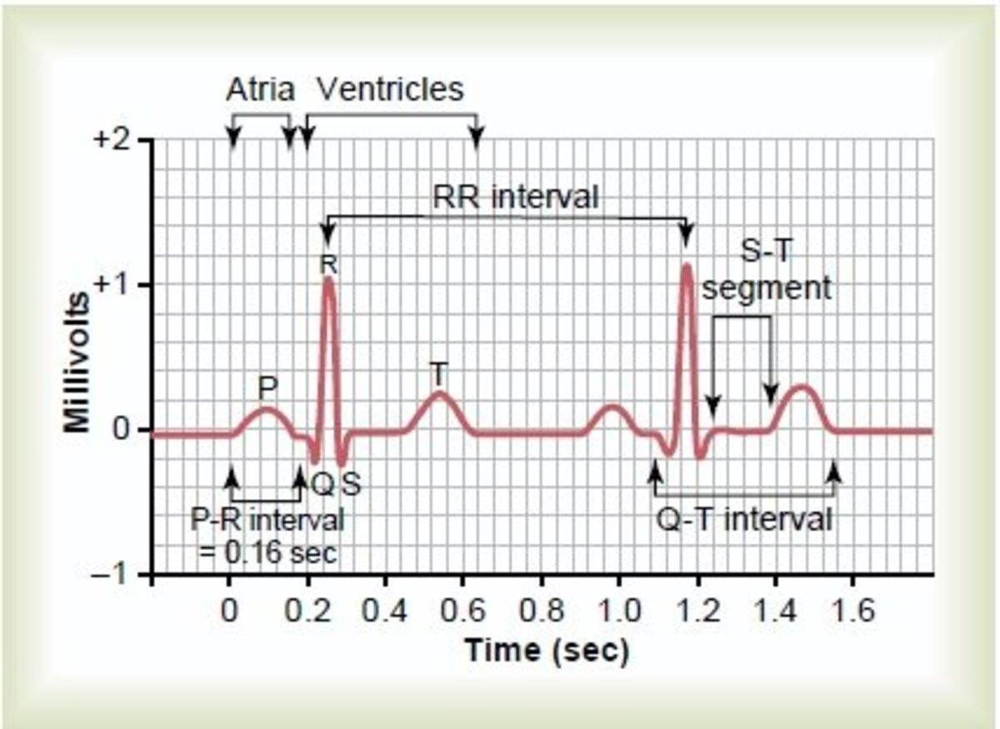 Atria Ventricles
+2
RR interval
S-T
segment
R
+1
P
T
Millivolts
0
Q S
P-R interval
= 0.16 sec
Q-T interval
–1
0 0.2 0.4 0.6 0.8 1.0 1.2 1.4 1.6
Time (sec)